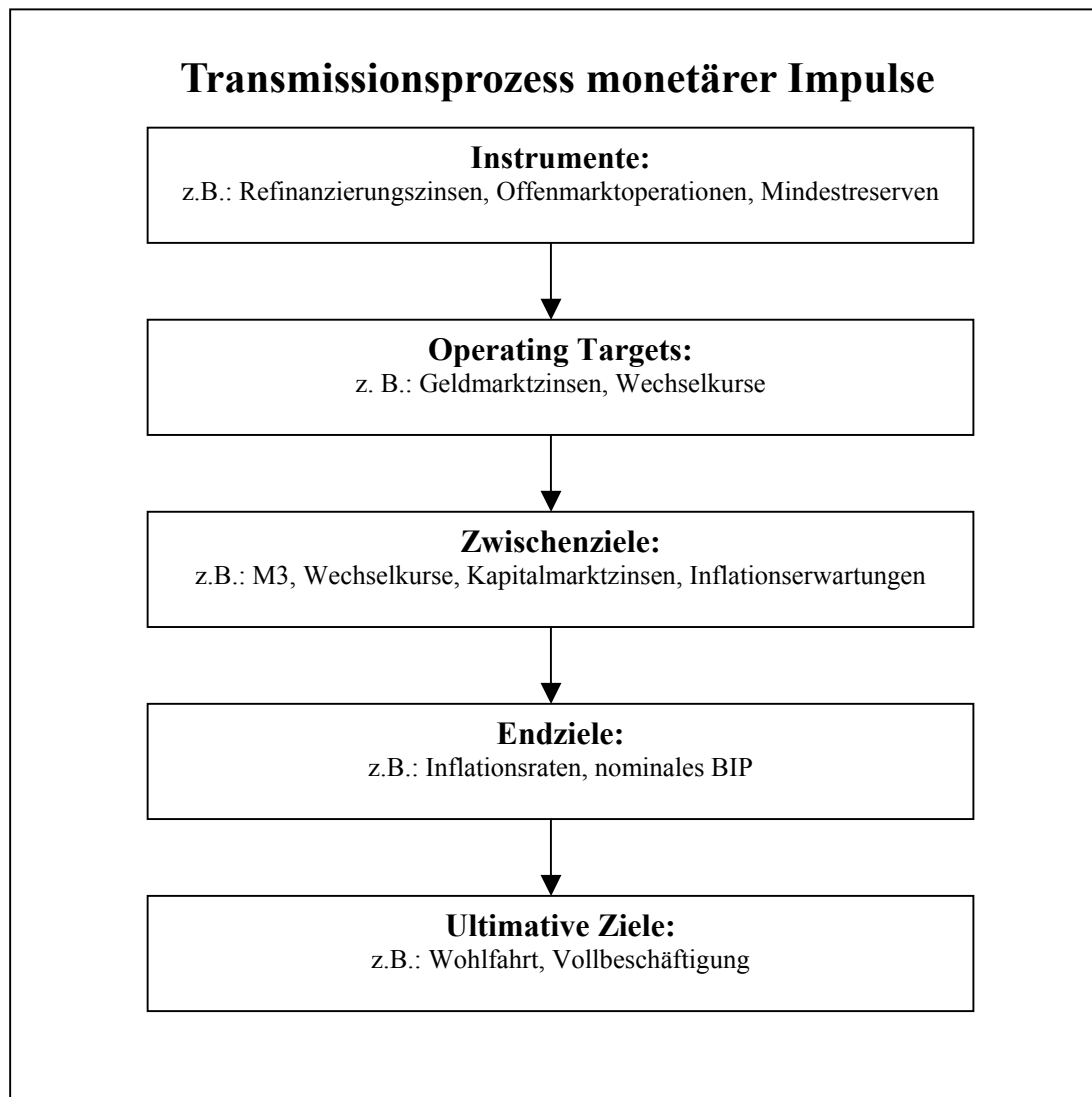 Transmissionsprozess monetärer Impulse
Instrumente:
z.B.: Refinanzierungszinsen, Offenmarktoperationen, Mindestreserven
Operating Targets:
z. B.: Geldmarktzinsen, Wechselkurse
Zwischenziele:
z.B.: M3, Wechselkurse, Kapitalmarktzinsen, Inflationserwartungen
Endziele:
z.B.: Inflationsraten, nominales BIP
Ultimative Ziele:
z.B.: Wohlfahrt, Vollbeschäftigung